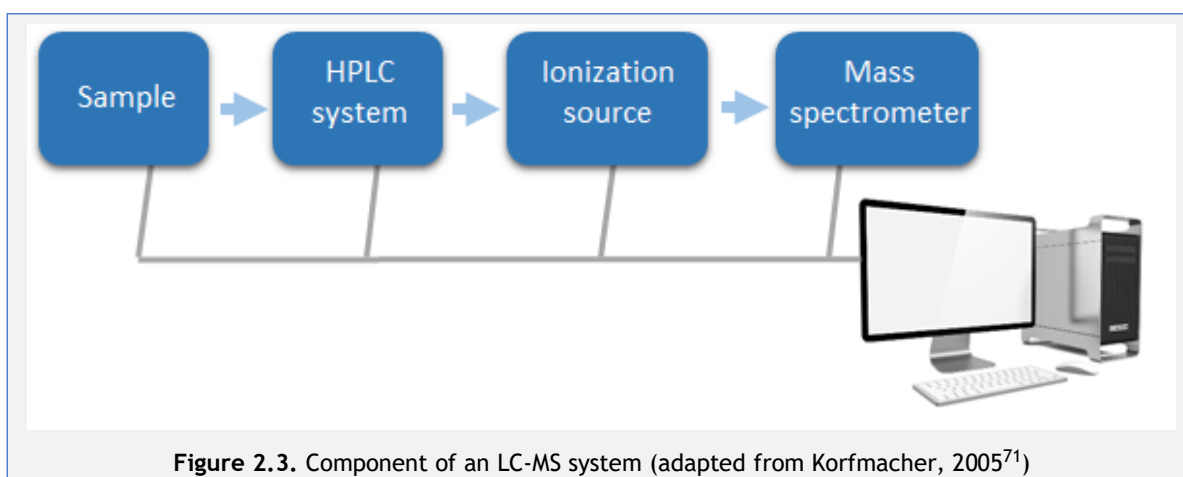 Sample
HPLC
system
Ionization
source
Mass
spectrometer
Figure 2.3. Component of an LC-MS system (adapted from Korfmacher, 2005⁷¹)